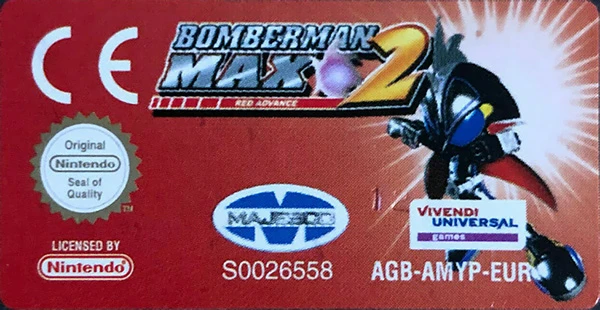 CE
BOMBERMAN
MAX 2
RED ADVANCE
Original
Nintendo
Seal of
Quality
TM
LICENSED BY
Nintendo
MAJESCO
S0026558
1
VIVENDI
UNIVERSAL
games
AGB-AMYP-EUR